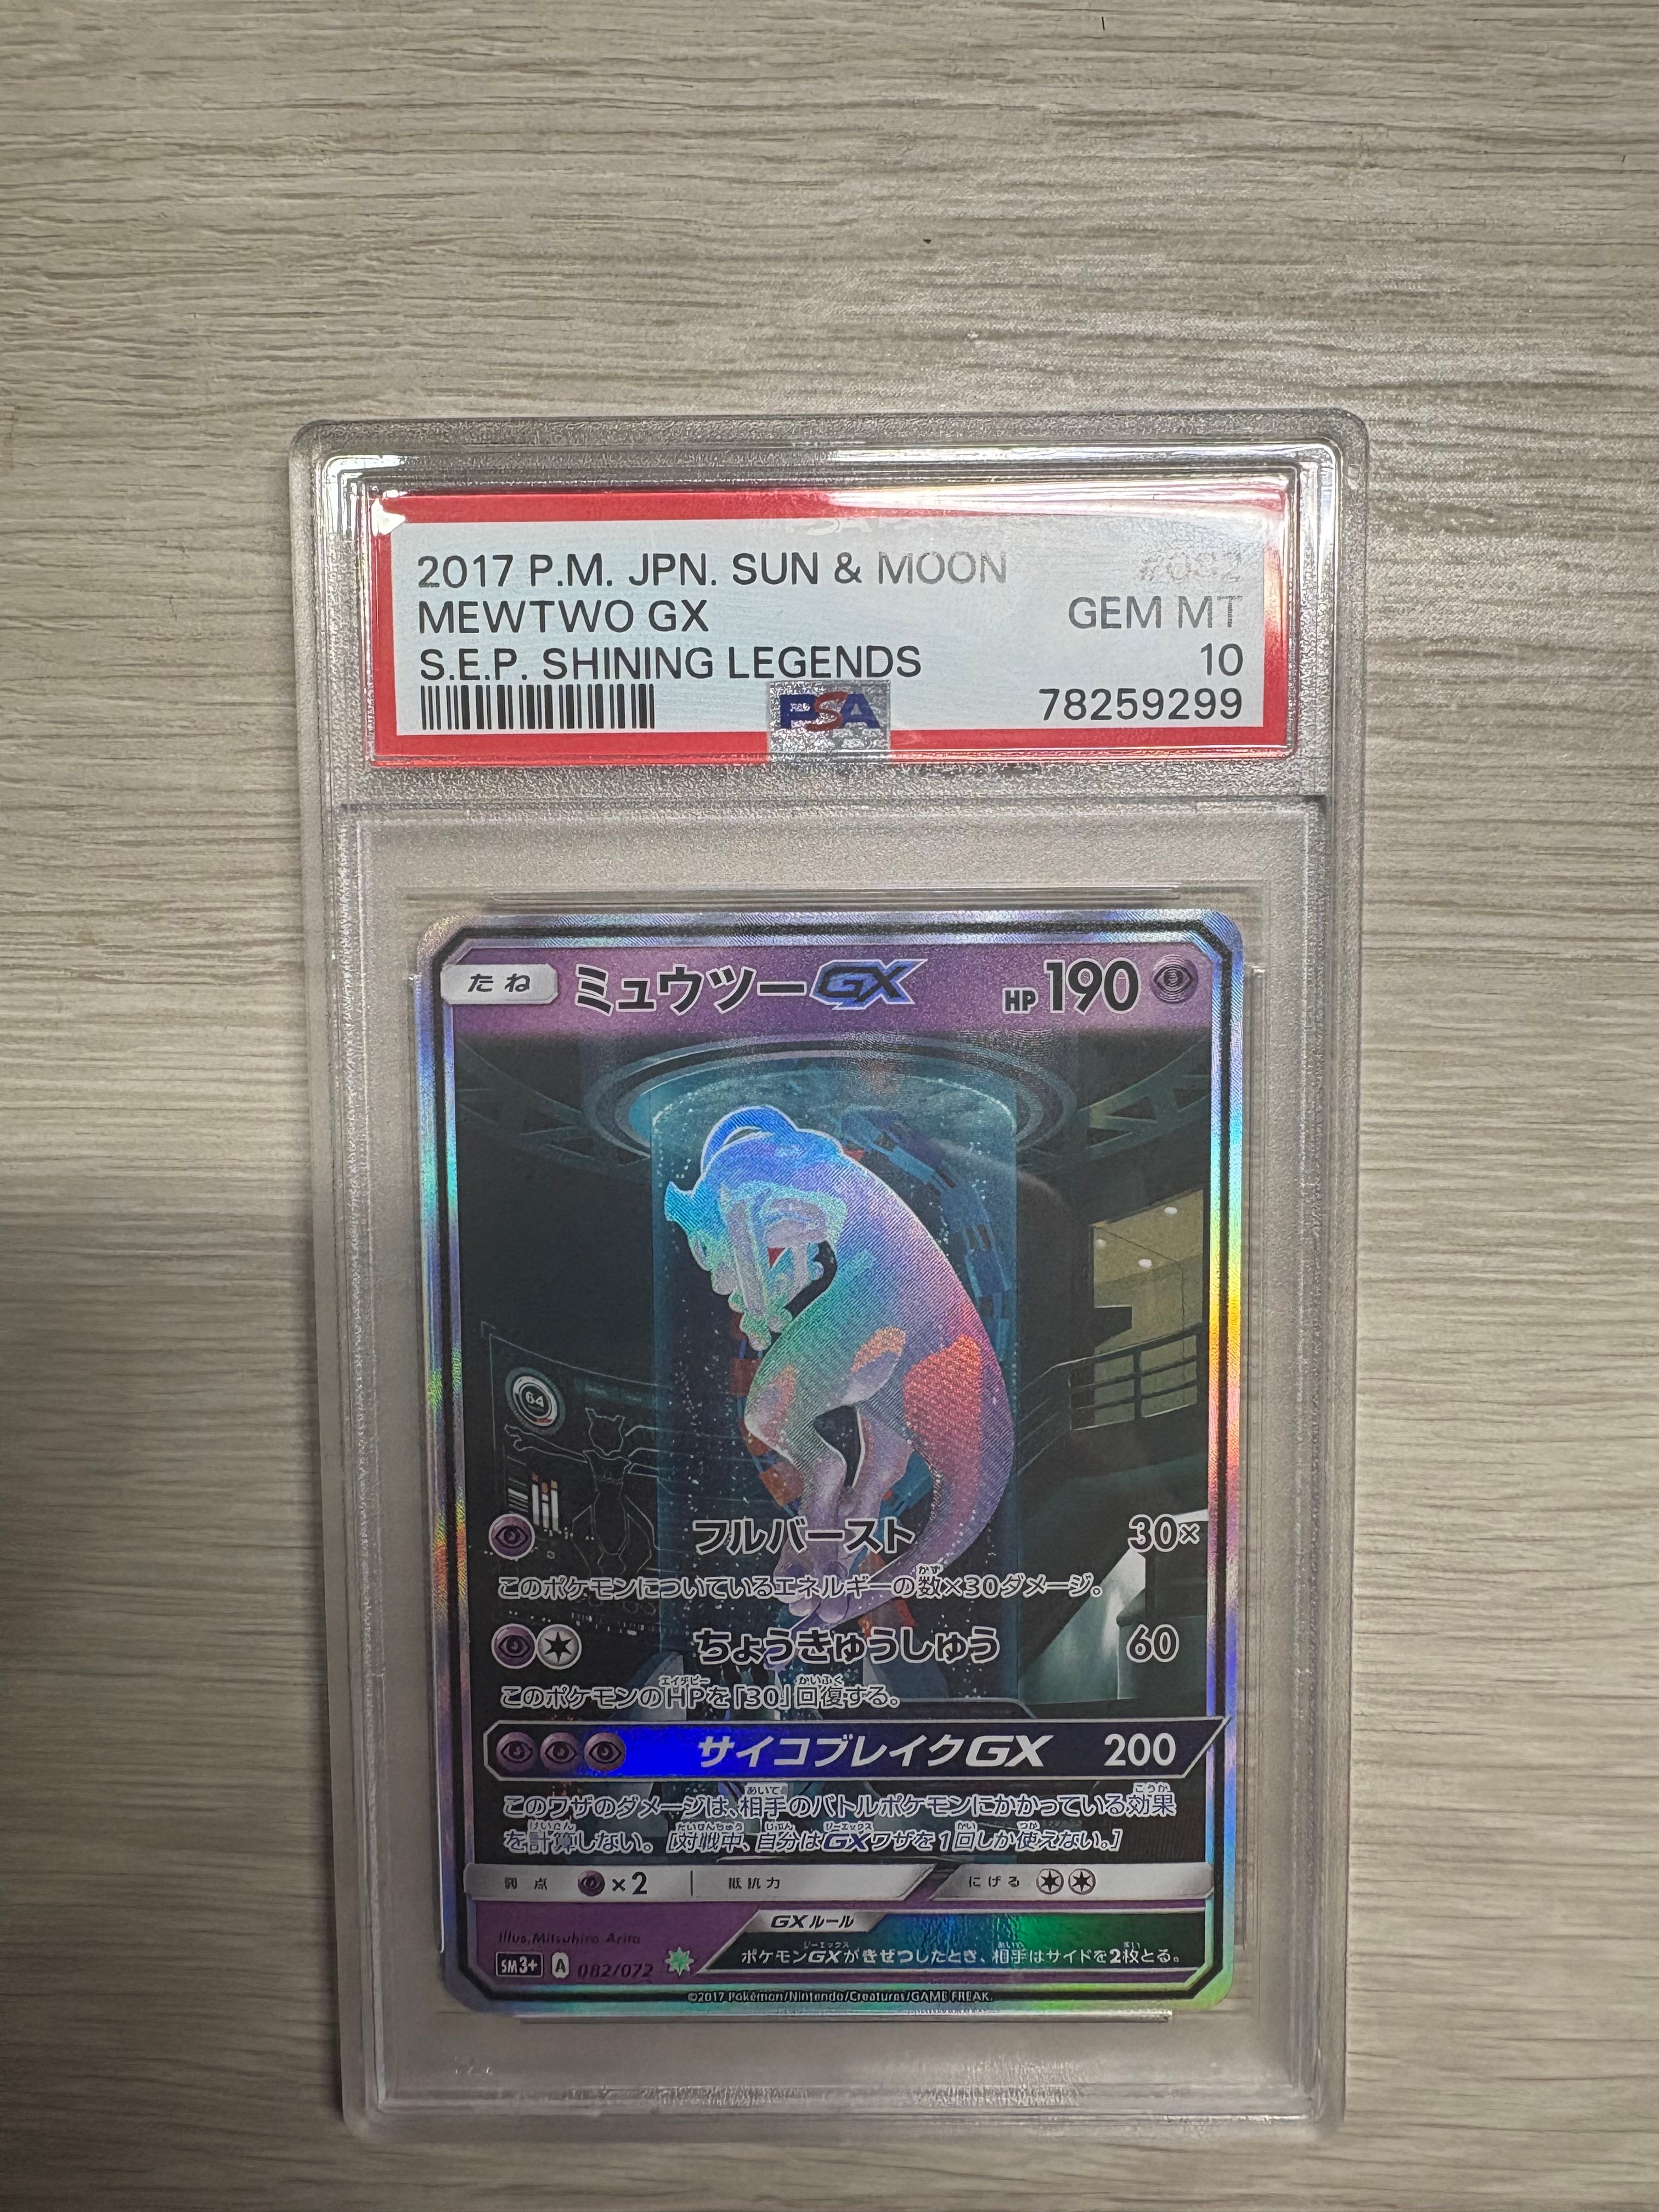 2017 P.M. JPN. SUN & MOON #082
MEWTWO GX GEM MT
S.E.P. SHINING LEGENDS 10
PSA 78259299
たね ミュウツーGX HP 190
64
フルバースト 30×
このポケモンについているエネルギーの数×30ダメージ。
ちょうきゅうしゅう 60
このポケモンのHPを「30」回復する。
サイコブレイクGX 200
このワザのダメージは、相手のバトルポケモンにかかっている効果
を計算しない。[対戦中、自分はGXワザを1回しか使えない。]
弱点 ×2 抵抗力 にげる
GXルール
Illus.Mitsuhiro Arita
ポケモンGXがきぜつしたとき、相手はサイドを2枚とる。
SM3+ A 082/072
©2017 Pokémon/Nintendo/Creatures/GAME FREAK.